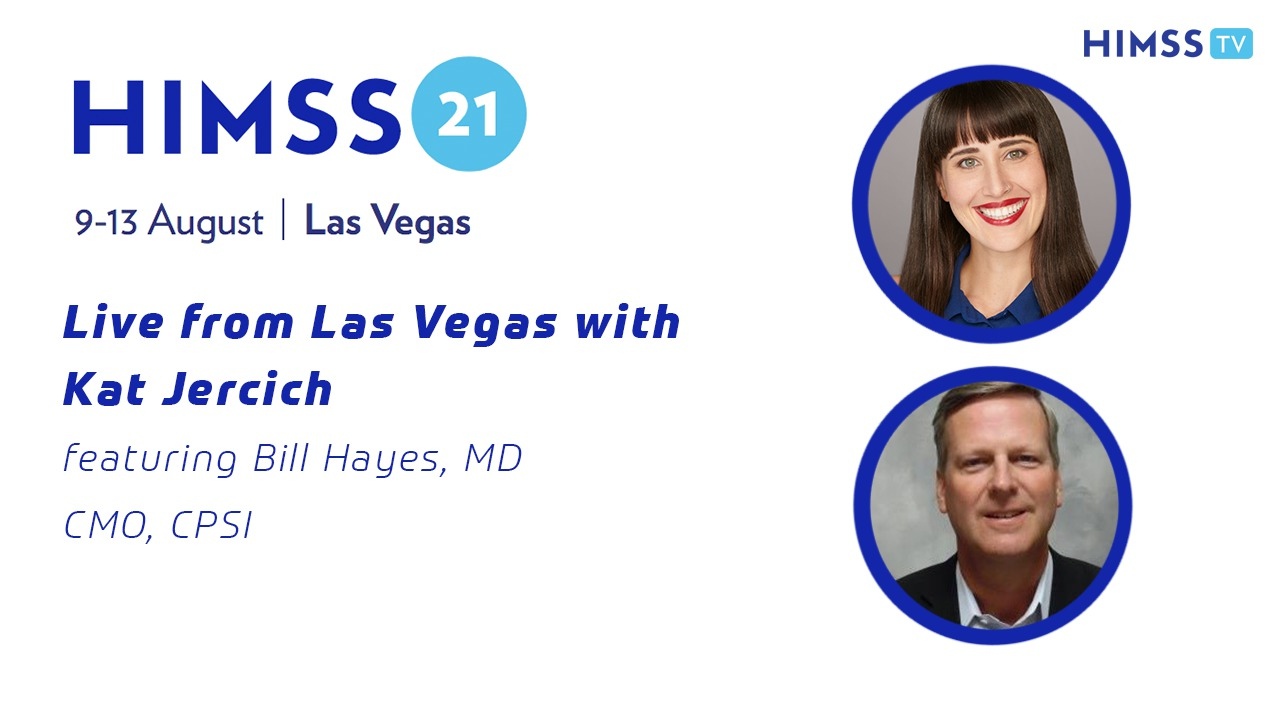 HIMSS TV
HIMSS 21
9-13 August | Las Vegas
Live from Las Vegas with
Kat Jercich
featuring Bill Hayes, MD
CMO, CPSI